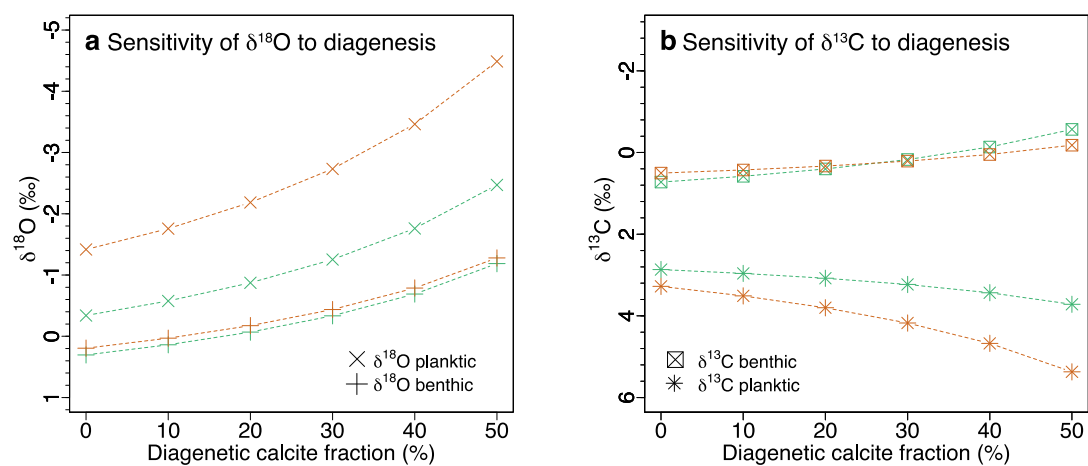 a Sensitivity of δ¹⁸O to diagenesis
-5
-4
-3
-2
-1
0
1
δ¹⁸O (‰)
δ¹⁸O planktic
δ¹⁸O benthic
0 10 20 30 40 50
Diagenetic calcite fraction (%)
b Sensitivity of δ¹³C to diagenesis
-2
0
2
4
6
δ¹³C (‰)
δ¹³C benthic
δ¹³C planktic
0 10 20 30 40 50
Diagenetic calcite fraction (%)